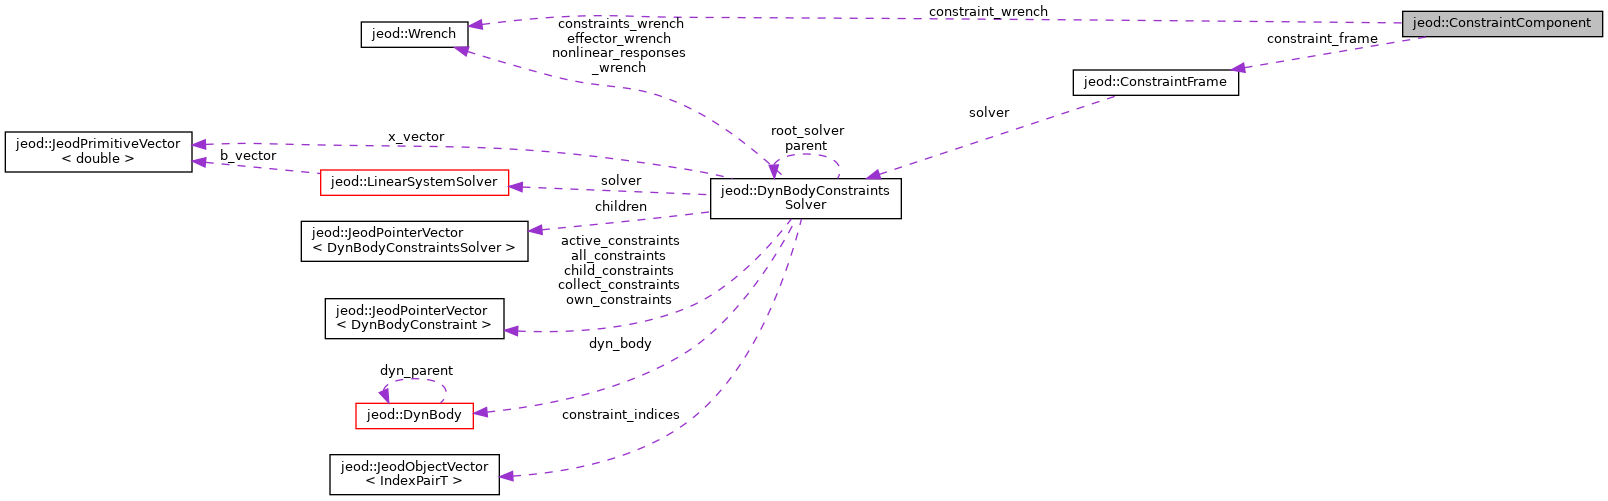 constraint_wrench
jeod::ConstraintComponent
constraints_wrench
effector_wrench
nonlinear_responses
_wrench
jeod::Wrench
constraint_frame
jeod::ConstraintFrame
solver
root_solver
parent
x_vector
jeod::JeodPrimitiveVector
< double >
b_vector
jeod::LinearSystemSolver
solver
jeod::DynBodyConstraints
Solver
children
jeod::JeodPointerVector
< DynBodyConstraintsSolver >
active_constraints
all_constraints
child_constraints
collect_constraints
own_constraints
jeod::JeodPointerVector
< DynBodyConstraint >
dyn_body
dyn_parent
jeod::DynBody
constraint_indices
jeod::JeodObjectVector
< IndexPairT >